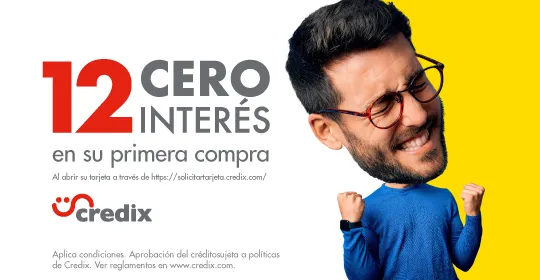 12 CERO
INTERÉS
en su primera compra
Al abrir su tarjeta a través de https://solicitartarjeta.credix.com/
credix
Aplica condiciones. Aprobación del créditosujeta a políticas
de Credix. Ver reglamentos en www.credix.com.